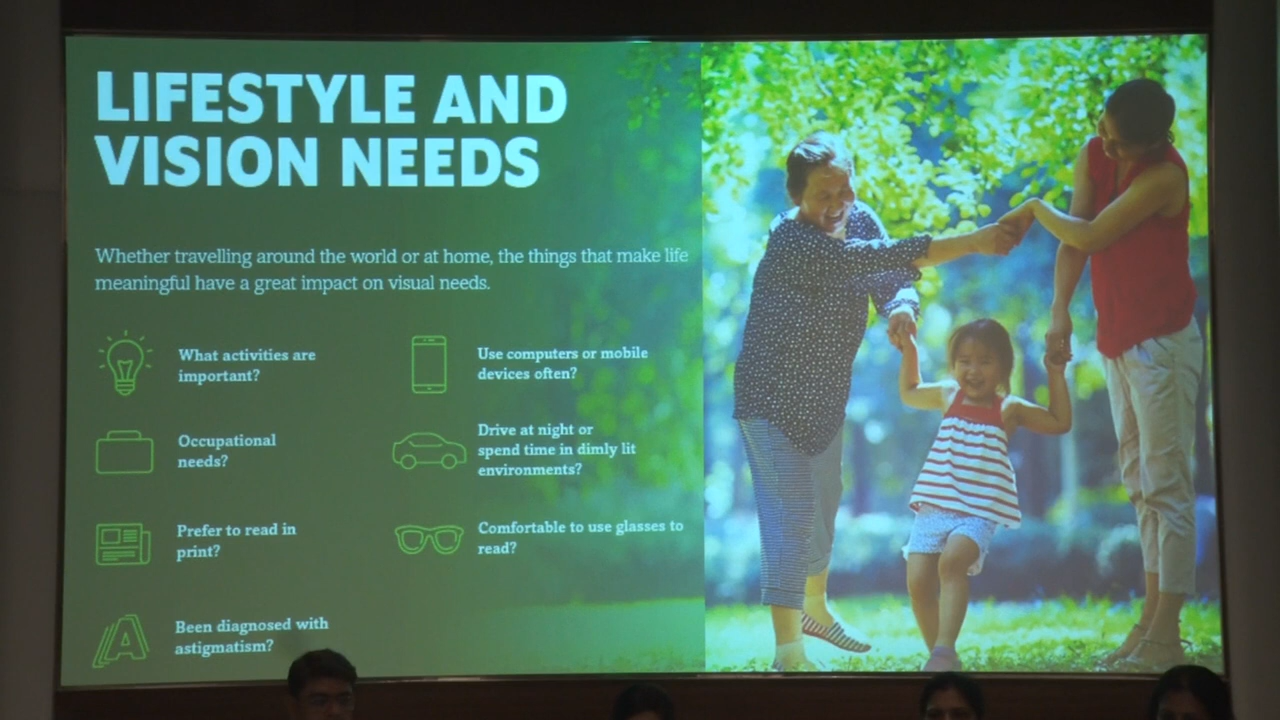 LIFESTYLE AND
VISION NEEDS
Whether travelling around the world or at home, the things that make life
meaningful have a great impact on visual needs.
What activities are
important?
Use computers or mobile
devices often?
Occupational
needs?
Drive at night or
spend time in dimly lit
environments?
Prefer to read in
print?
Comfortable to use glasses to
read?
A
Been diagnosed with
astigmatism?